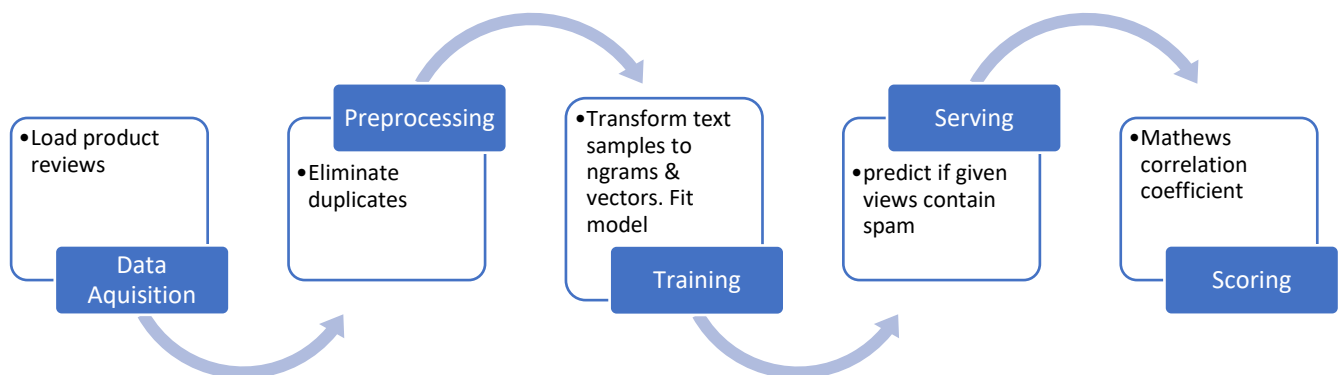 •Load product
reviews
Data
Aquisition
Preprocessing
•Eliminate
duplicates
•Transform text
samples to
ngrams &
vectors. Fit
model
Training
Serving
•predict if given
views contain
spam
•Mathews
correlation
coefficient
Scoring